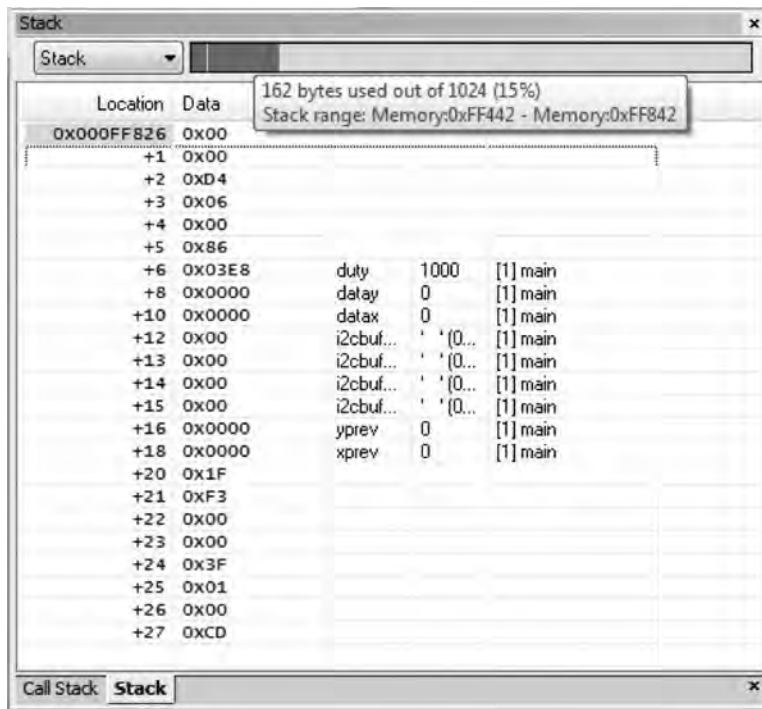 Stack
Stack
162 bytes used out of 1024 (15%)
Stack range: Memory:0xFF442 - Memory:0xFF842
Location Data
0x000FF826 0x00
+1 0x00
+2 0xD4
+3 0x06
+4 0x00
+5 0x86
+6 0x03E8 duty 1000 [1] main
+8 0x0000 datay 0 [1] main
+10 0x0000 datax 0 [1] main
+12 0x00 i2cbuf... ' ' (0... [1] main
+13 0x00 i2cbuf... ' ' (0... [1] main
+14 0x00 i2cbuf... ' ' (0... [1] main
+15 0x00 i2cbuf... ' ' (0... [1] main
+16 0x0000 yprev 0 [1] main
+18 0x0000 xprev 0 [1] main
+20 0x1F
+21 0xF3
+22 0x00
+23 0x00
+24 0x3F
+25 0x01
+26 0x00
+27 0xCD
Call Stack Stack